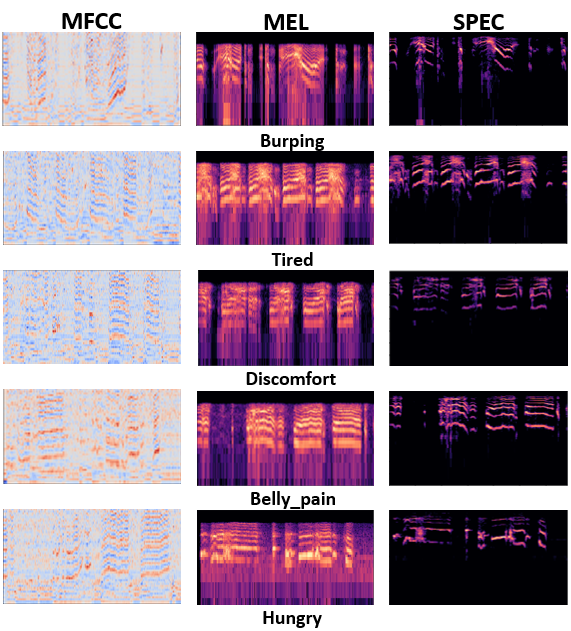 MFCC MEL SPEC
Burping
Tired
Discomfort
Belly_pain
Hungry